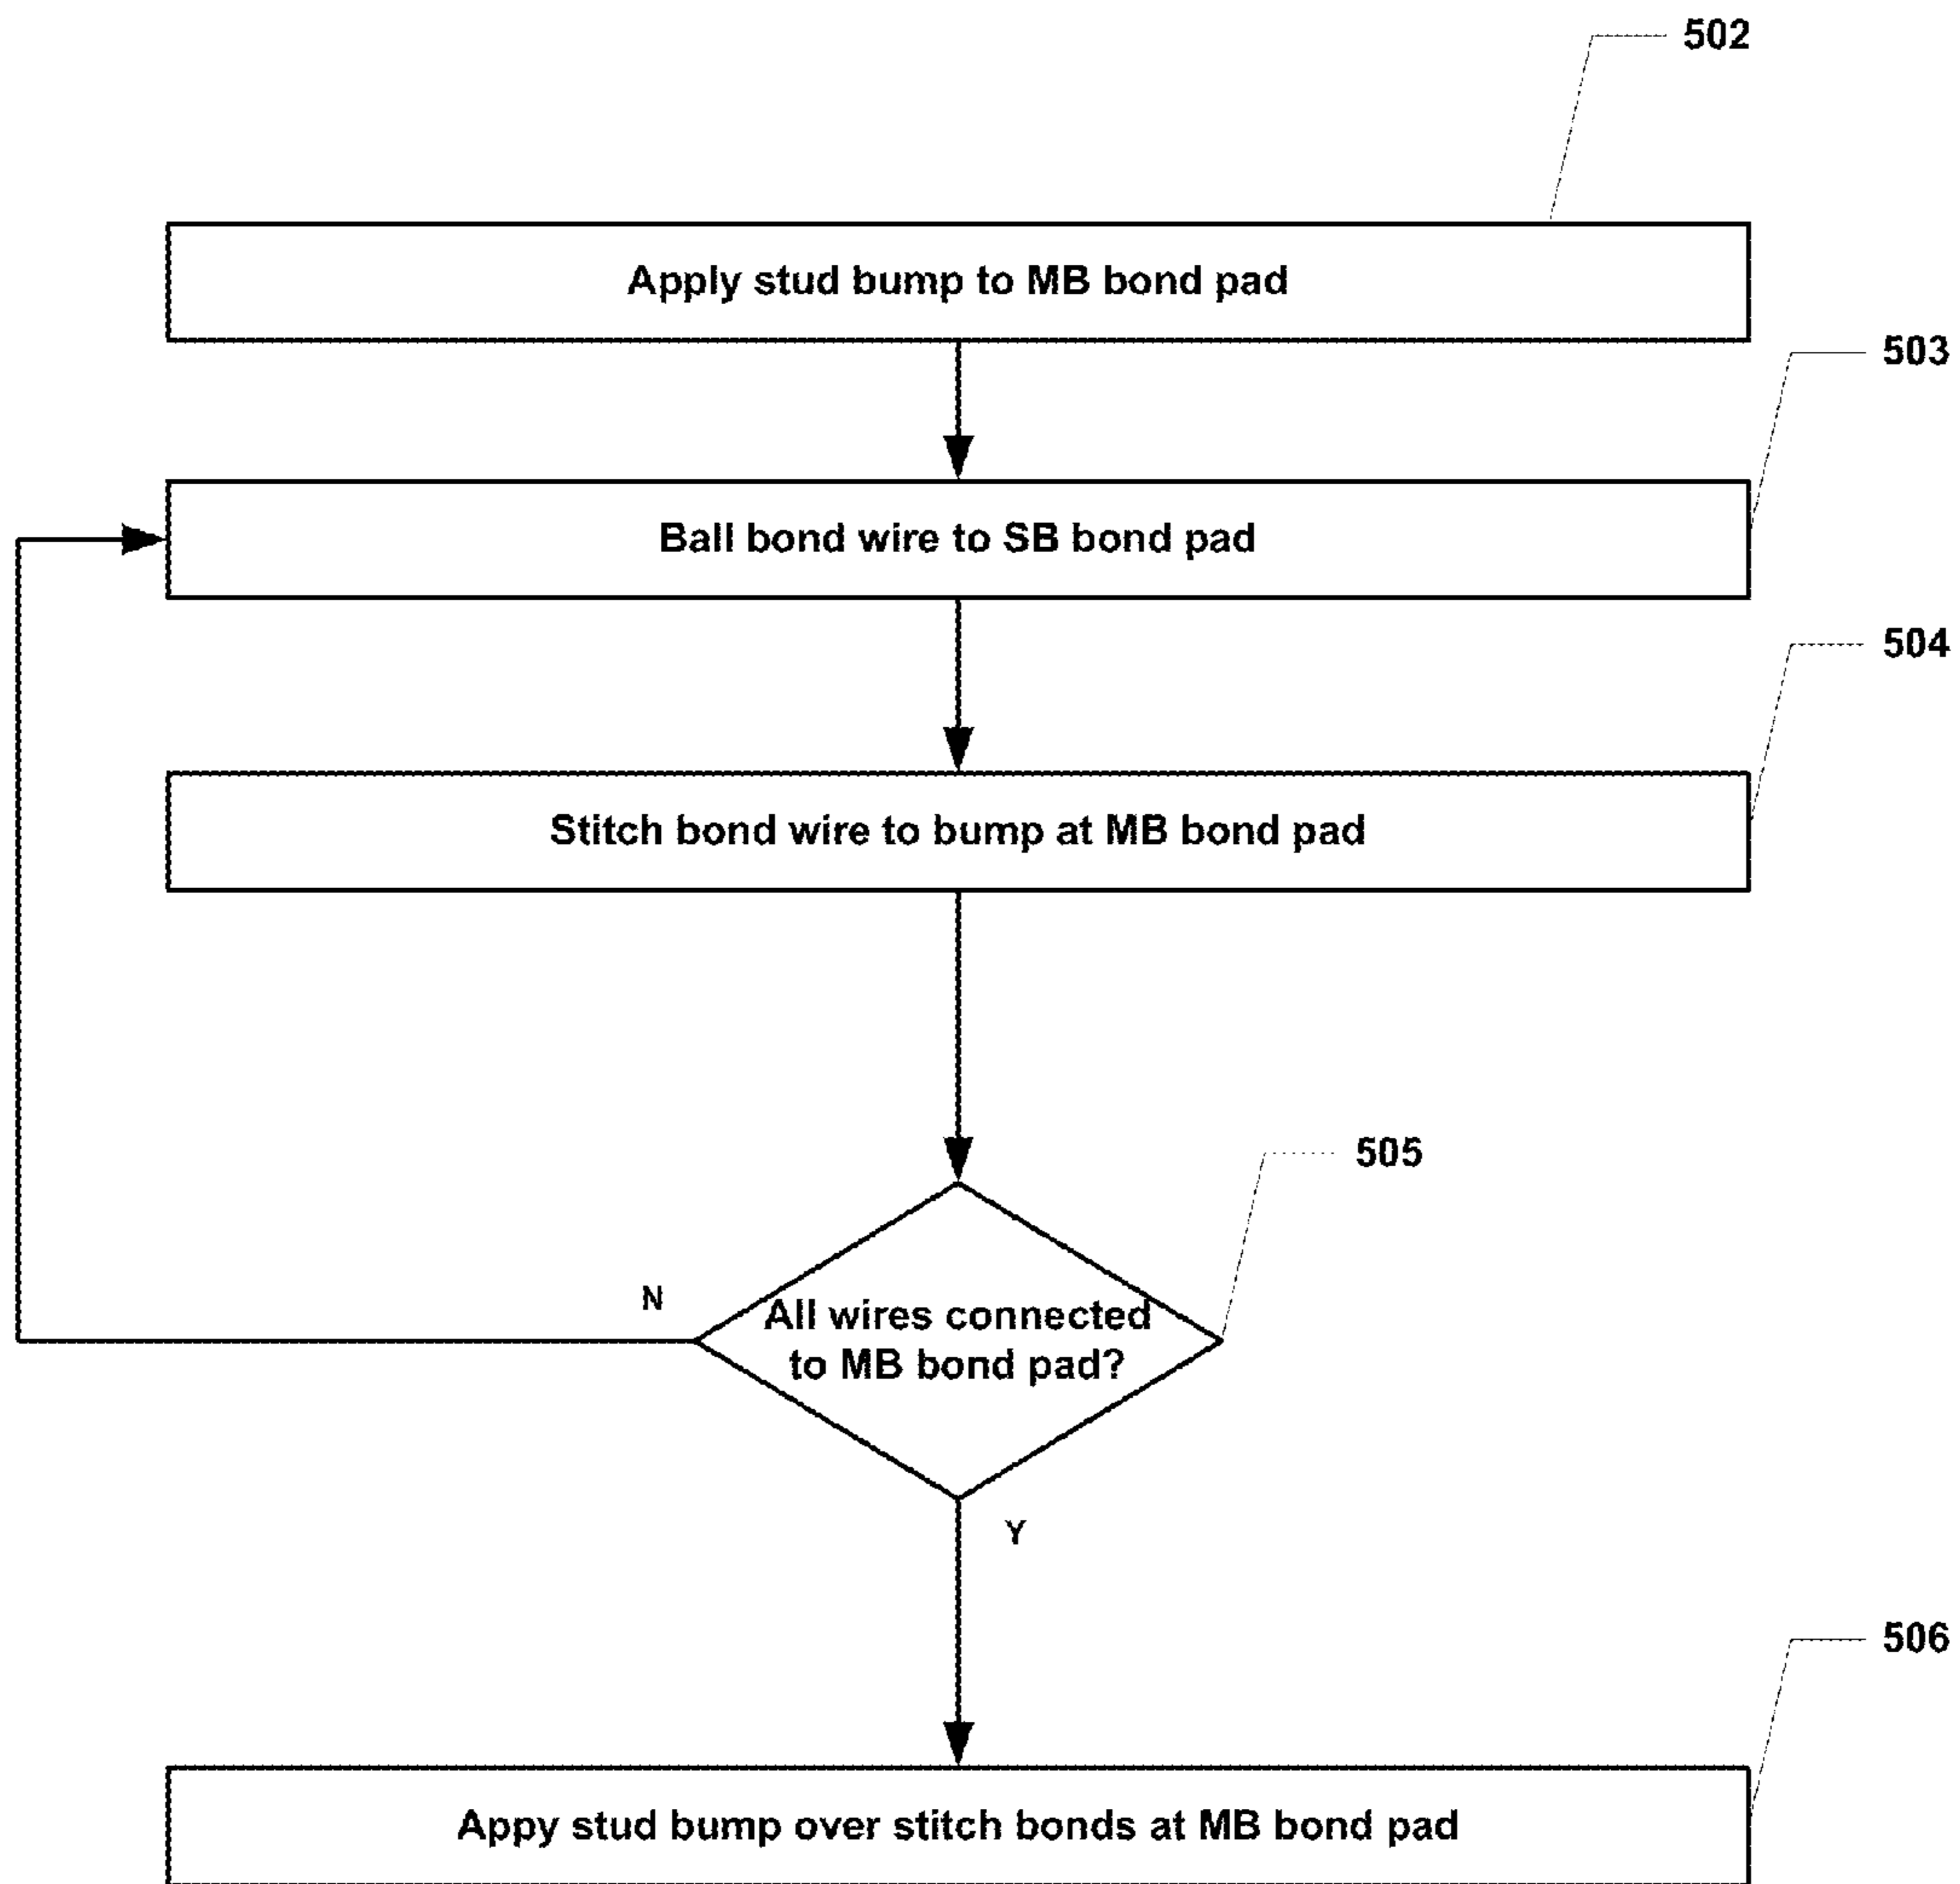 502
Apply stud bump to MB bond pad
503
Ball bond wire to SB bond pad
504
Stitch bond wire to bump at MB bond pad
505
N
All wires connected
to MB bond pad?
Y
506
Appy stud bump over stitch bonds at MB bond pad